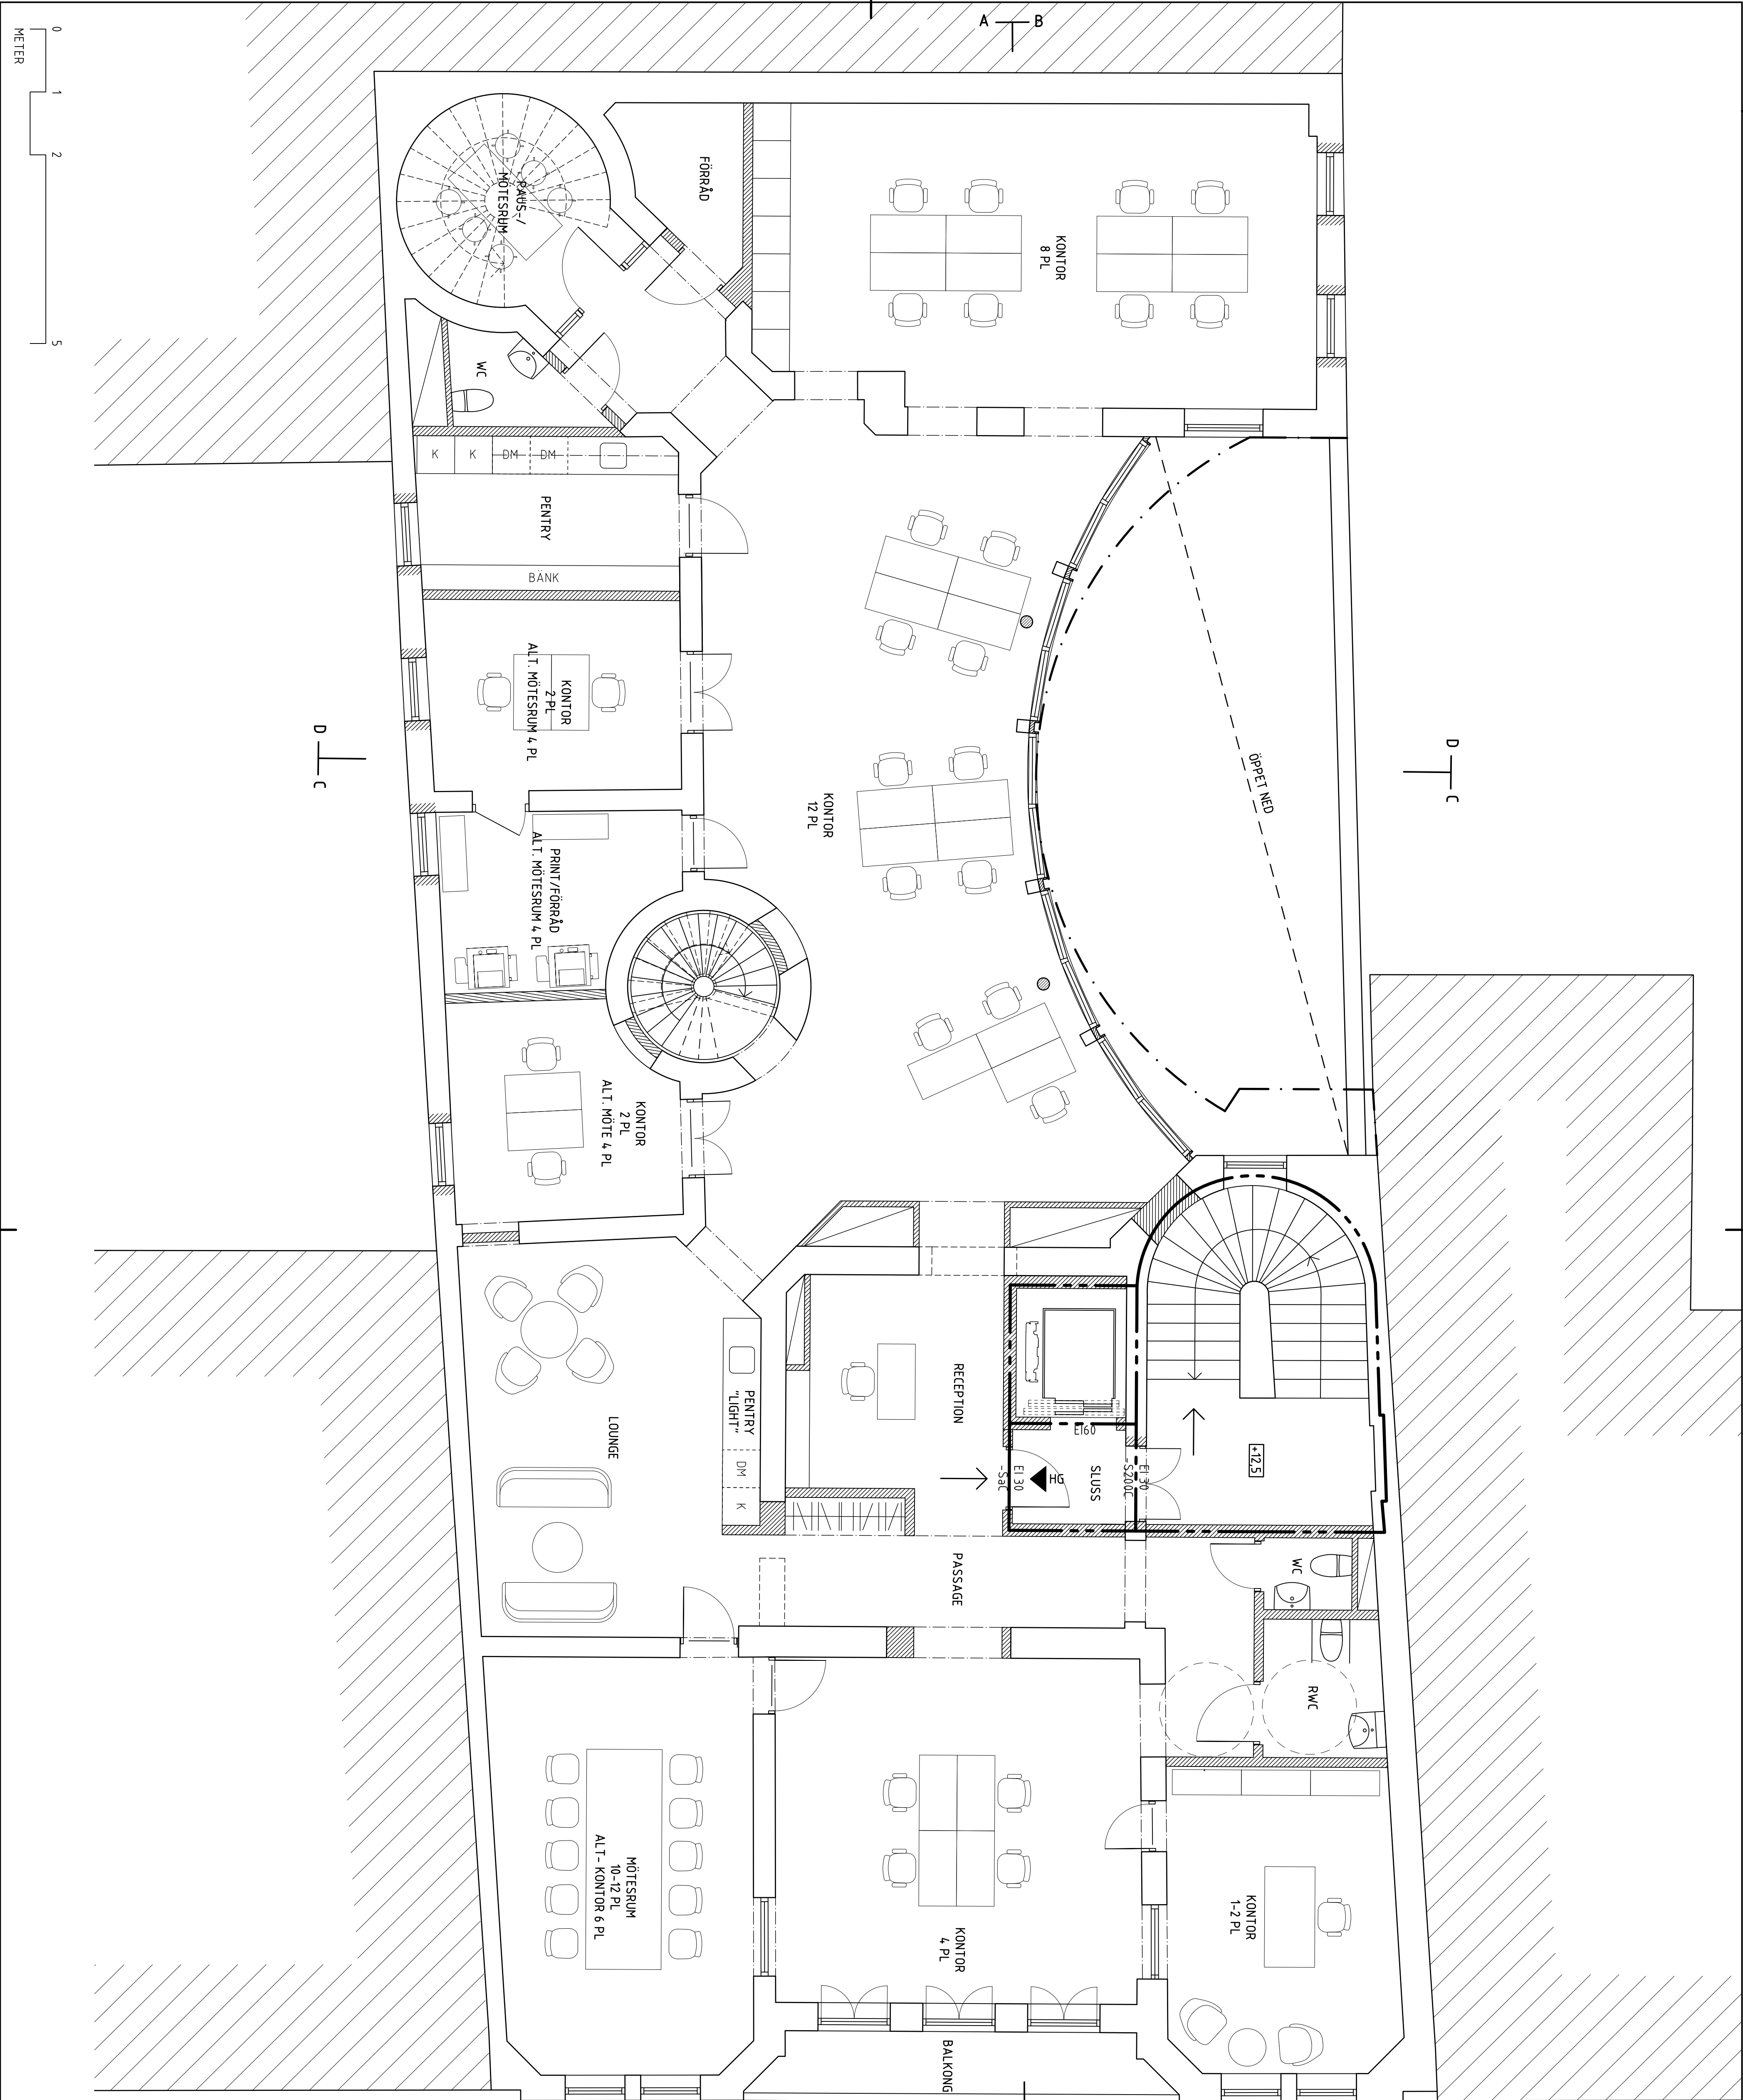 A
B
0
1
2
5
METER
FÖRRÅD
PAUS-/
MÖTESRUM
KONTOR
8 PL
WC
K
K
DM
DM
PENTRY
BÄNK
KONTOR
2 PL
ALT. MÖTESRUM 4 PL
D
C
D
C
ÖPPET NED
KONTOR
12 PL
PRINT/FÖRRÅD
ALT. MÖTESRUM 4 PL
KONTOR
2 PL
ALT. MÖTE 4 PL
LOUNGE
PENTRY
"LIGHT"
DM
K
RECEPTION
EI60
SLUSS
HG
EI 30
-SaC
EI 30
-S200C
+12,5
PASSAGE
WC
RWC
MÖTESRUM
10-12 PL
ALT- KONTOR 6 PL
KONTOR
4 PL
KONTOR
1-2 PL
BALKONG